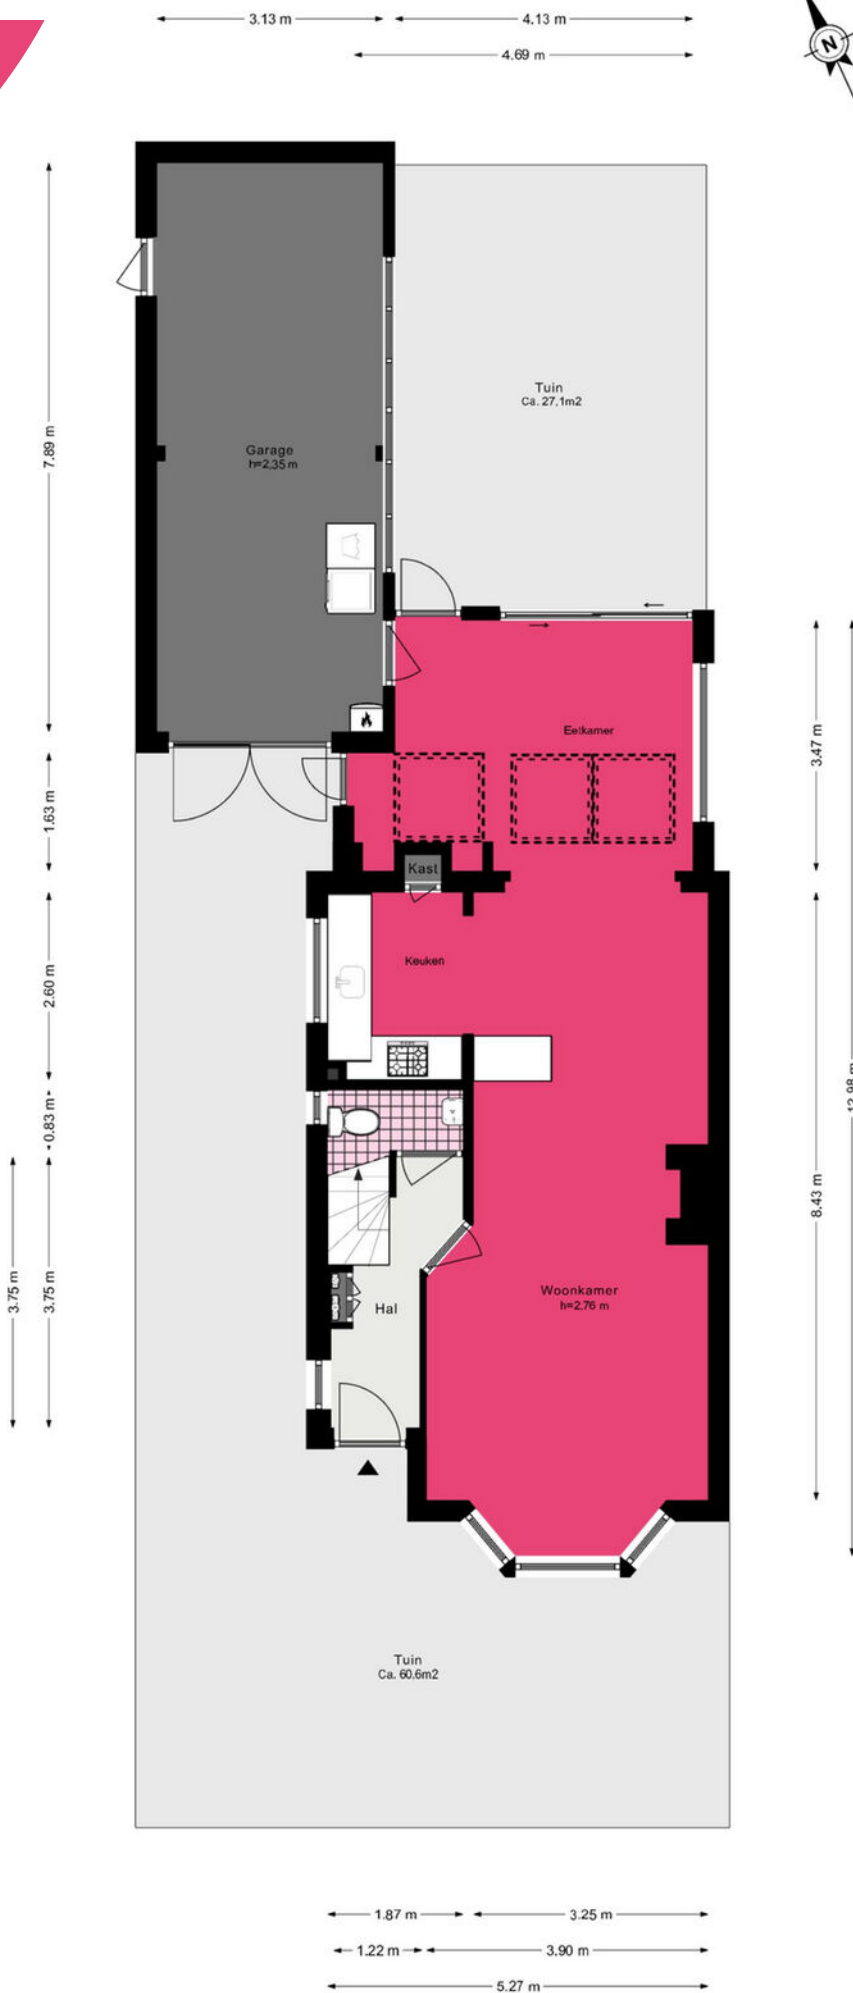 3.13 m
4.13 m
4.69 m
N
Tuin
Ca. 27,1m2
7.89 m
Garage
h=2,35 m
Eetkamer
3.47 m
1.63 m
Kast
Keuken
2.60 m
0.83 m
12.98 m
8.43 m
3.75 m
3.75 m
Woonkamer
h=2,76 m
Hal
Tuin
Ca. 60,6m2
1.87 m
3.25 m
1.22 m
3.90 m
5.27 m